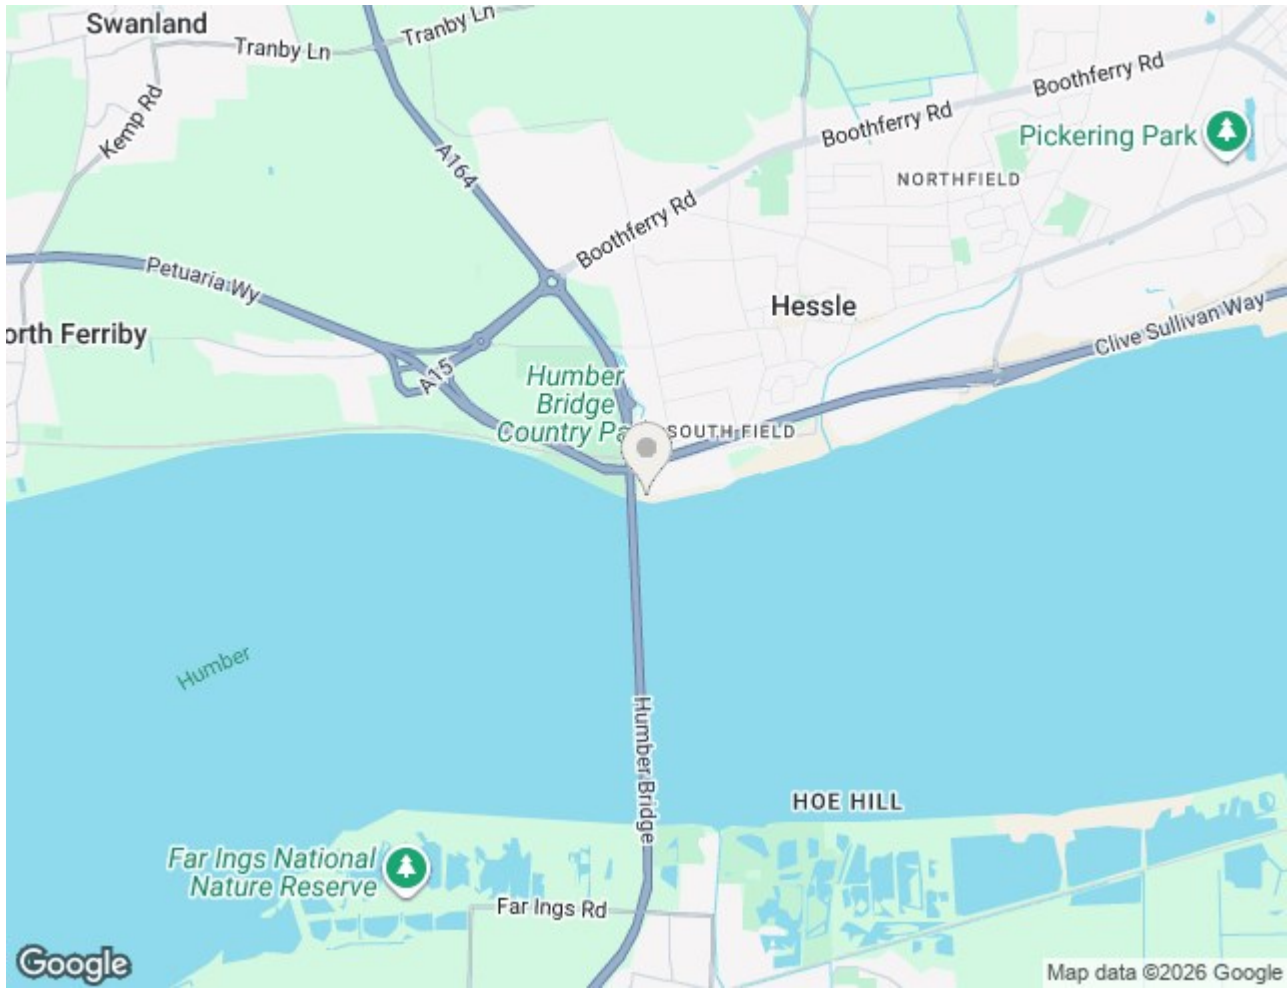 Swanland
Tranby Ln
Tranby Ln
Kemp Rd
A164
Boothferry Rd
Boothferry Rd
Boothferry Rd
Pickering Park
NORTHFIELD
Petuaria Wy
orth Ferriby
Hessle
Clive Sullivan Way
A15
Humber
Bridge
Country Pa
SOUTH FIELD
Humber
Humber Bridge
HOE HILL
Far Ings National
Nature Reserve
Far Ings Rd
Google
Map data ©2026 Google